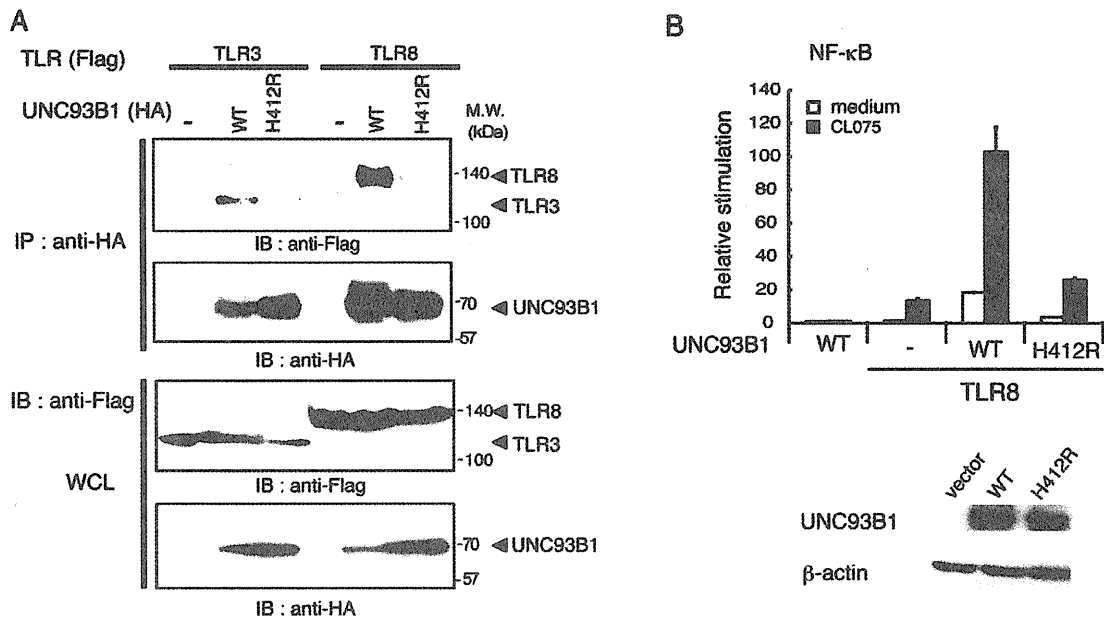 A
TLR (Flag)
TLR3
TLR8
UNC93B1 (HA)
-
WT
H412R
-
WT
H412R
M.W.
(kDa)
IP : anti-HA
-140
TLR8
TLR3
-100
IB : anti-Flag
-70
UNC93B1
-57
IB : anti-HA
IB : anti-Flag
WCL
-140
TLR8
TLR3
-100
IB : anti-Flag
-70
UNC93B1
-57
IB : anti-HA
B
NF-κB
Relative stimulation
140
120
100
80
60
40
20
0
medium
CL075
UNC93B1
WT
-
WT
H412R
TLR8
vector
WT
H412R
UNC93B1
β-actin